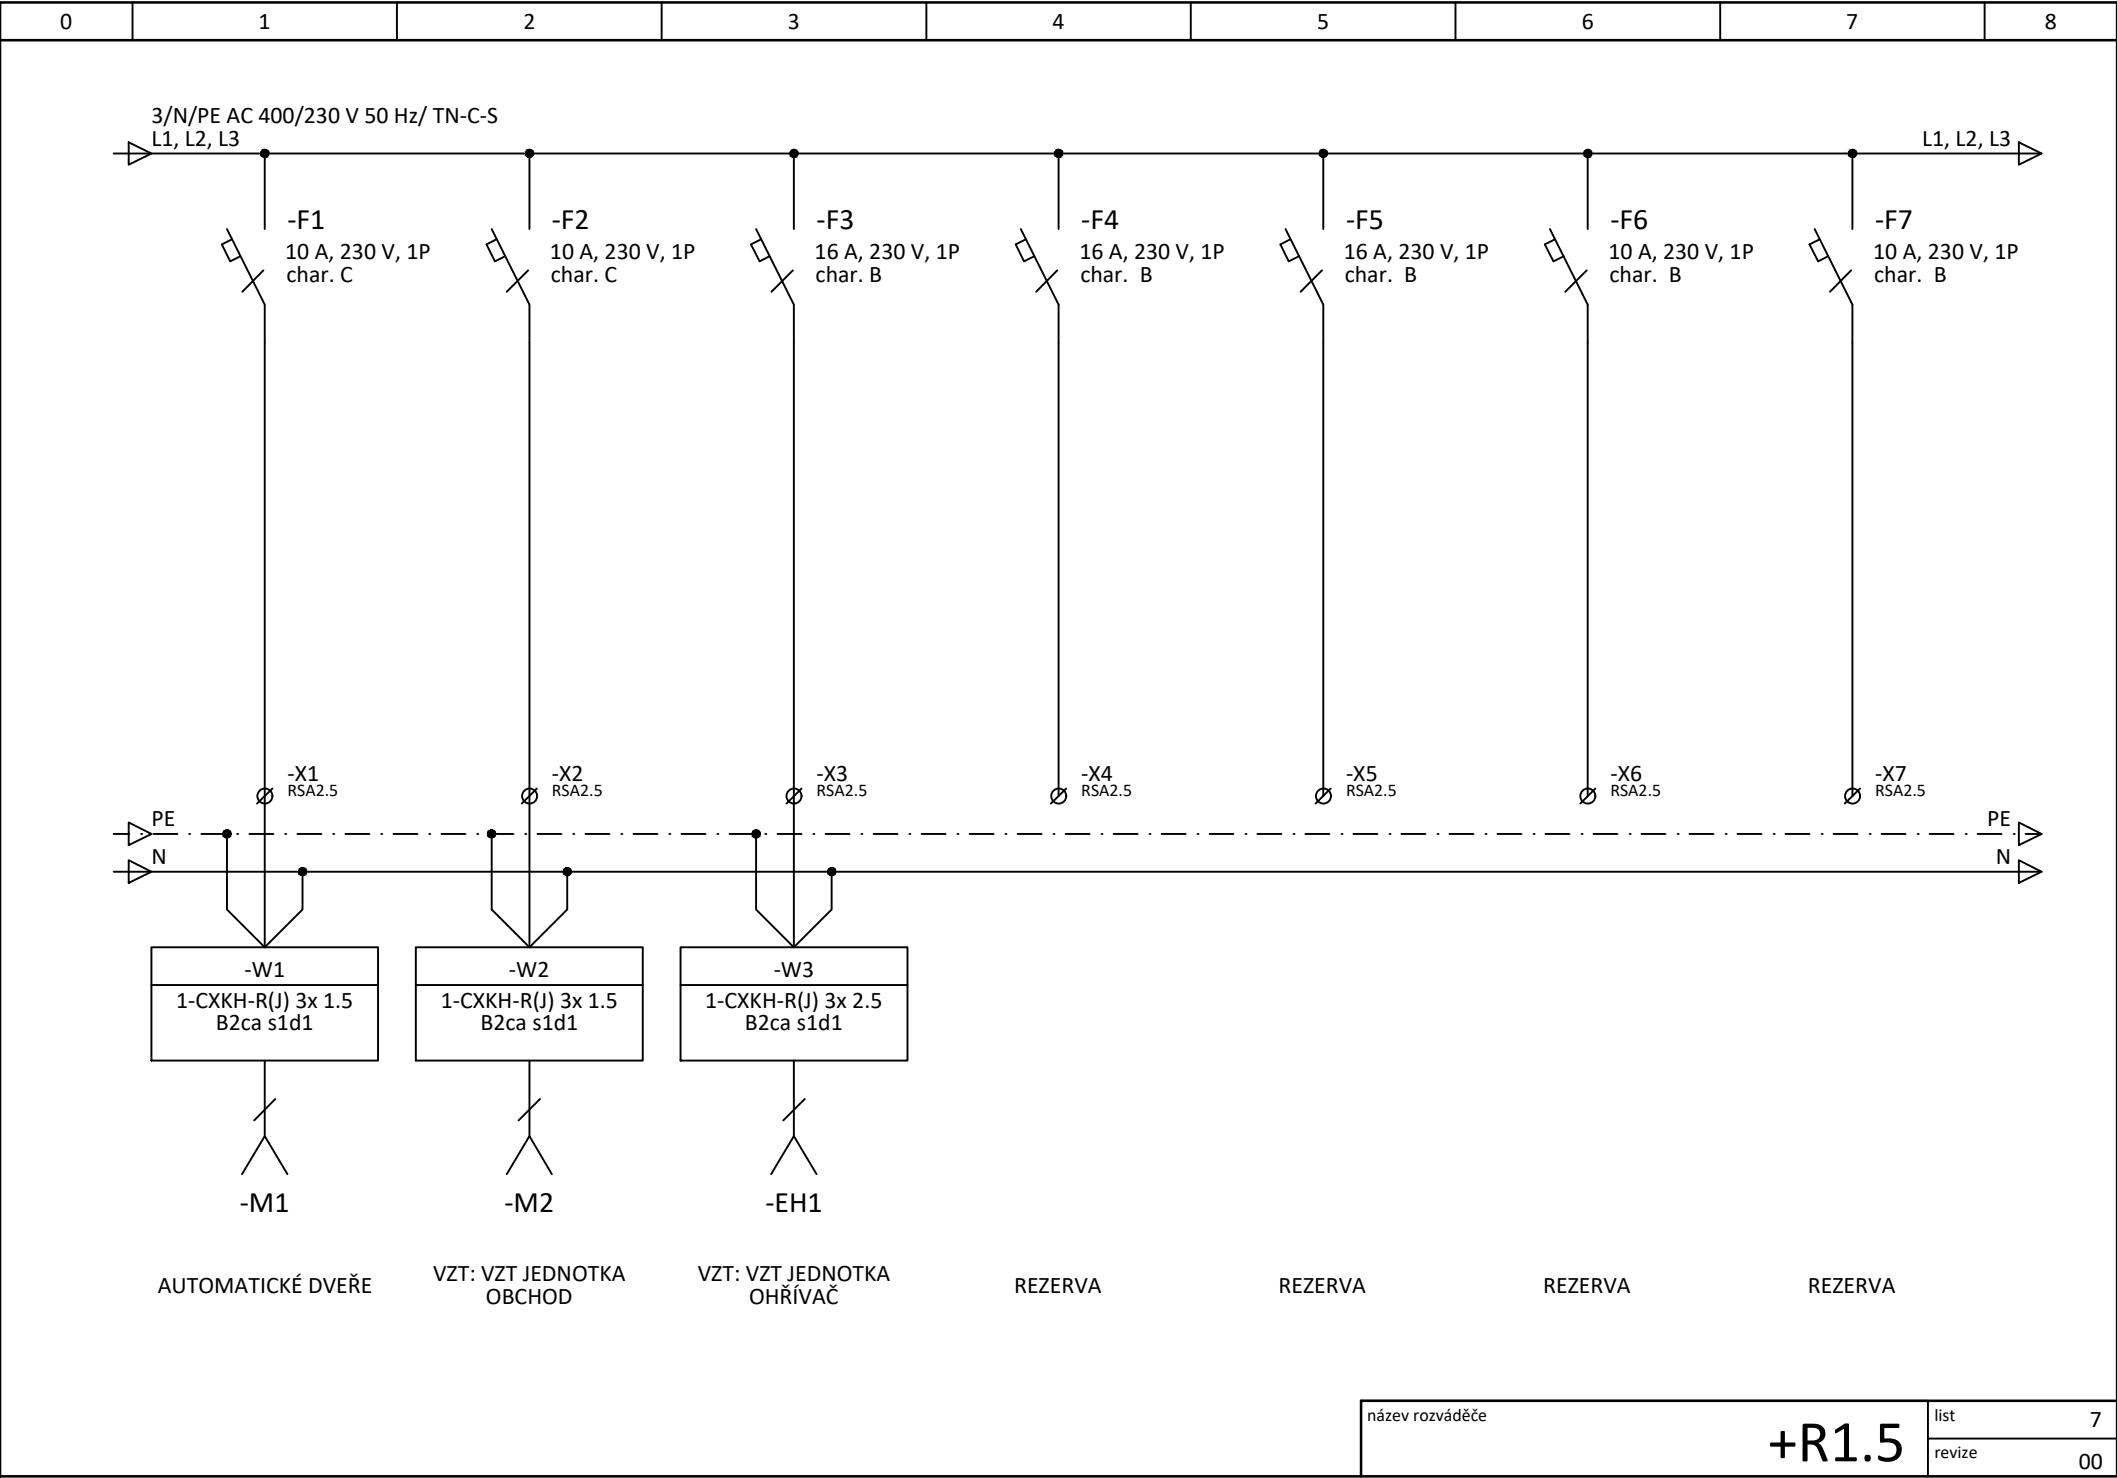 0 1 2 3 4 5 6 7 8
3/N/PE AC 400/230 V 50 Hz/ TN-C-S
L1, L2, L3
L1, L2, L3
-F1
10 A, 230 V, 1P
char. C
-F2
10 A, 230 V, 1P
char. C
-F3
16 A, 230 V, 1P
char. B
-F4
16 A, 230 V, 1P
char.  B
-F5
16 A, 230 V, 1P
char.  B
-F6
10 A, 230 V, 1P
char.  B
-F7
10 A, 230 V, 1P
char.  B
-X1
RSA2.5
-X2
RSA2.5
-X3
RSA2.5
-X4
RSA2.5
-X5
RSA2.5
-X6
RSA2.5
-X7
RSA2.5
PE
PE
N
N
-W1
1-CXKH-R(J) 3x 1.5
B2ca s1d1
-W2
1-CXKH-R(J) 3x 1.5
B2ca s1d1
-W3
1-CXKH-R(J) 3x 2.5
B2ca s1d1
-M1
-M2
-EH1
AUTOMATICKÉ DVEŘE
VZT: VZT JEDNOTKA
OBCHOD
VZT: VZT JEDNOTKA
OHŘÍVAČ
REZERVA
REZERVA
REZERVA
REZERVA
název rozváděče
+R1.5
list 7
revize 00